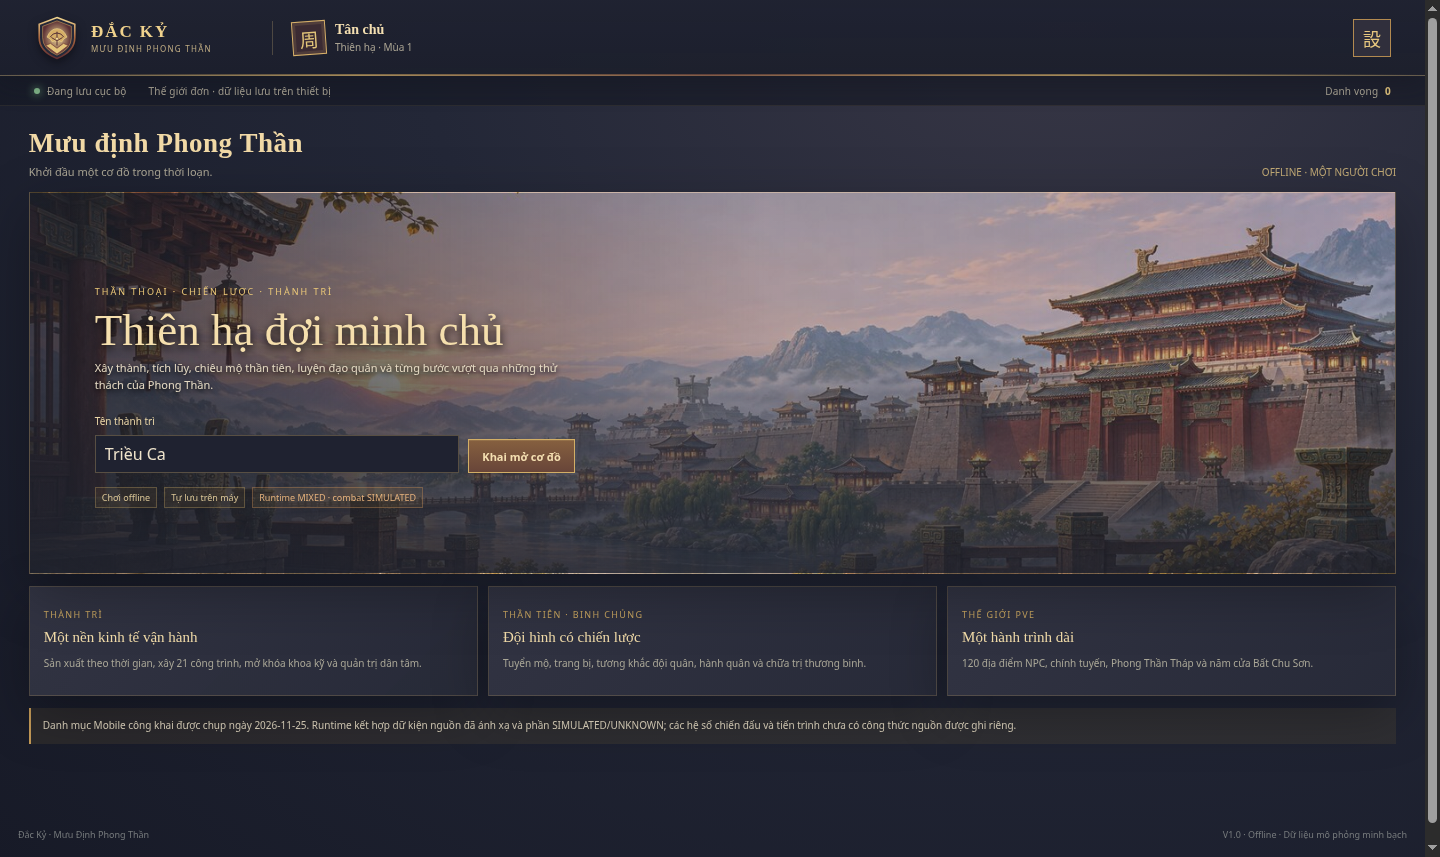 ĐẮC KỶ
MƯU ĐỊNH PHONG THẦN
周
Tân chủ
Thiên hạ · Mùa 1
設
Đang lưu cục bộ
Thế giới đơn · dữ liệu lưu trên thiết bị
Danh vọng 0
Mưu định Phong Thần
Khởi đầu một cơ đồ trong thời loạn.
OFFLINE · MỘT NGƯỜI CHƠI
THẦN THOẠI · CHIẾN LƯỢC · THÀNH TRÌ
Thiên hạ đợi minh chủ
Xây thành, tích lũy, chiêu mộ thần tiên, luyện đạo quân và từng bước vượt qua những thử
thách của Phong Thần.
Tên thành trì
Triều Ca
Khai mở cơ đồ
Chơi offline
Tự lưu trên máy
Runtime MIXED · combat SIMULATED
THÀNH TRÌ
Một nền kinh tế vận hành
Sản xuất theo thời gian, xây 21 công trình, mở khóa khoa kỹ và quản trị dân tâm.
THẦN TIÊN · BINH CHỦNG
Đội hình có chiến lược
Tuyển mộ, trang bị, tương khắc đội quân, hành quân và chữa trị thương binh.
THẾ GIỚI PVE
Một hành trình dài
120 địa điểm NPC, chính tuyến, Phong Thần Tháp và năm cửa Bất Chu Sơn.
Danh mục Mobile công khai được chụp ngày 2026-11-25. Runtime kết hợp dữ kiện nguồn đã ánh xạ và phần SIMULATED/UNKNOWN; các hệ số chiến đấu và tiến trình chưa có công thức nguồn được ghi riêng.
Đắc Kỷ · Mưu Định Phong Thần
V1.0 · Offline · Dữ liệu mô phỏng minh bạch